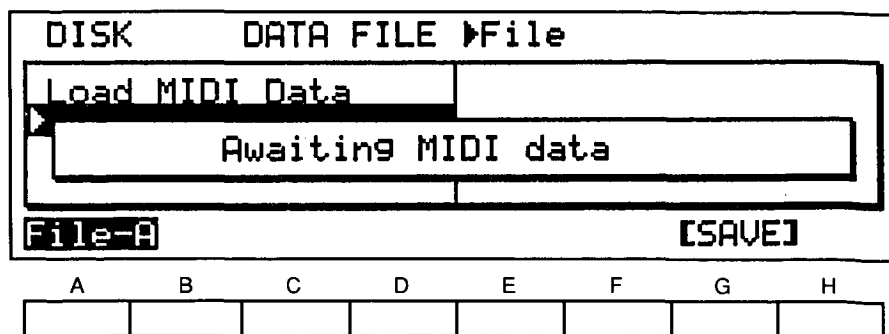 DISK DATA FILE ▶File
Load MIDI Data
Awaiting MIDI data
File-A [SAVE]
A B C D E F G H